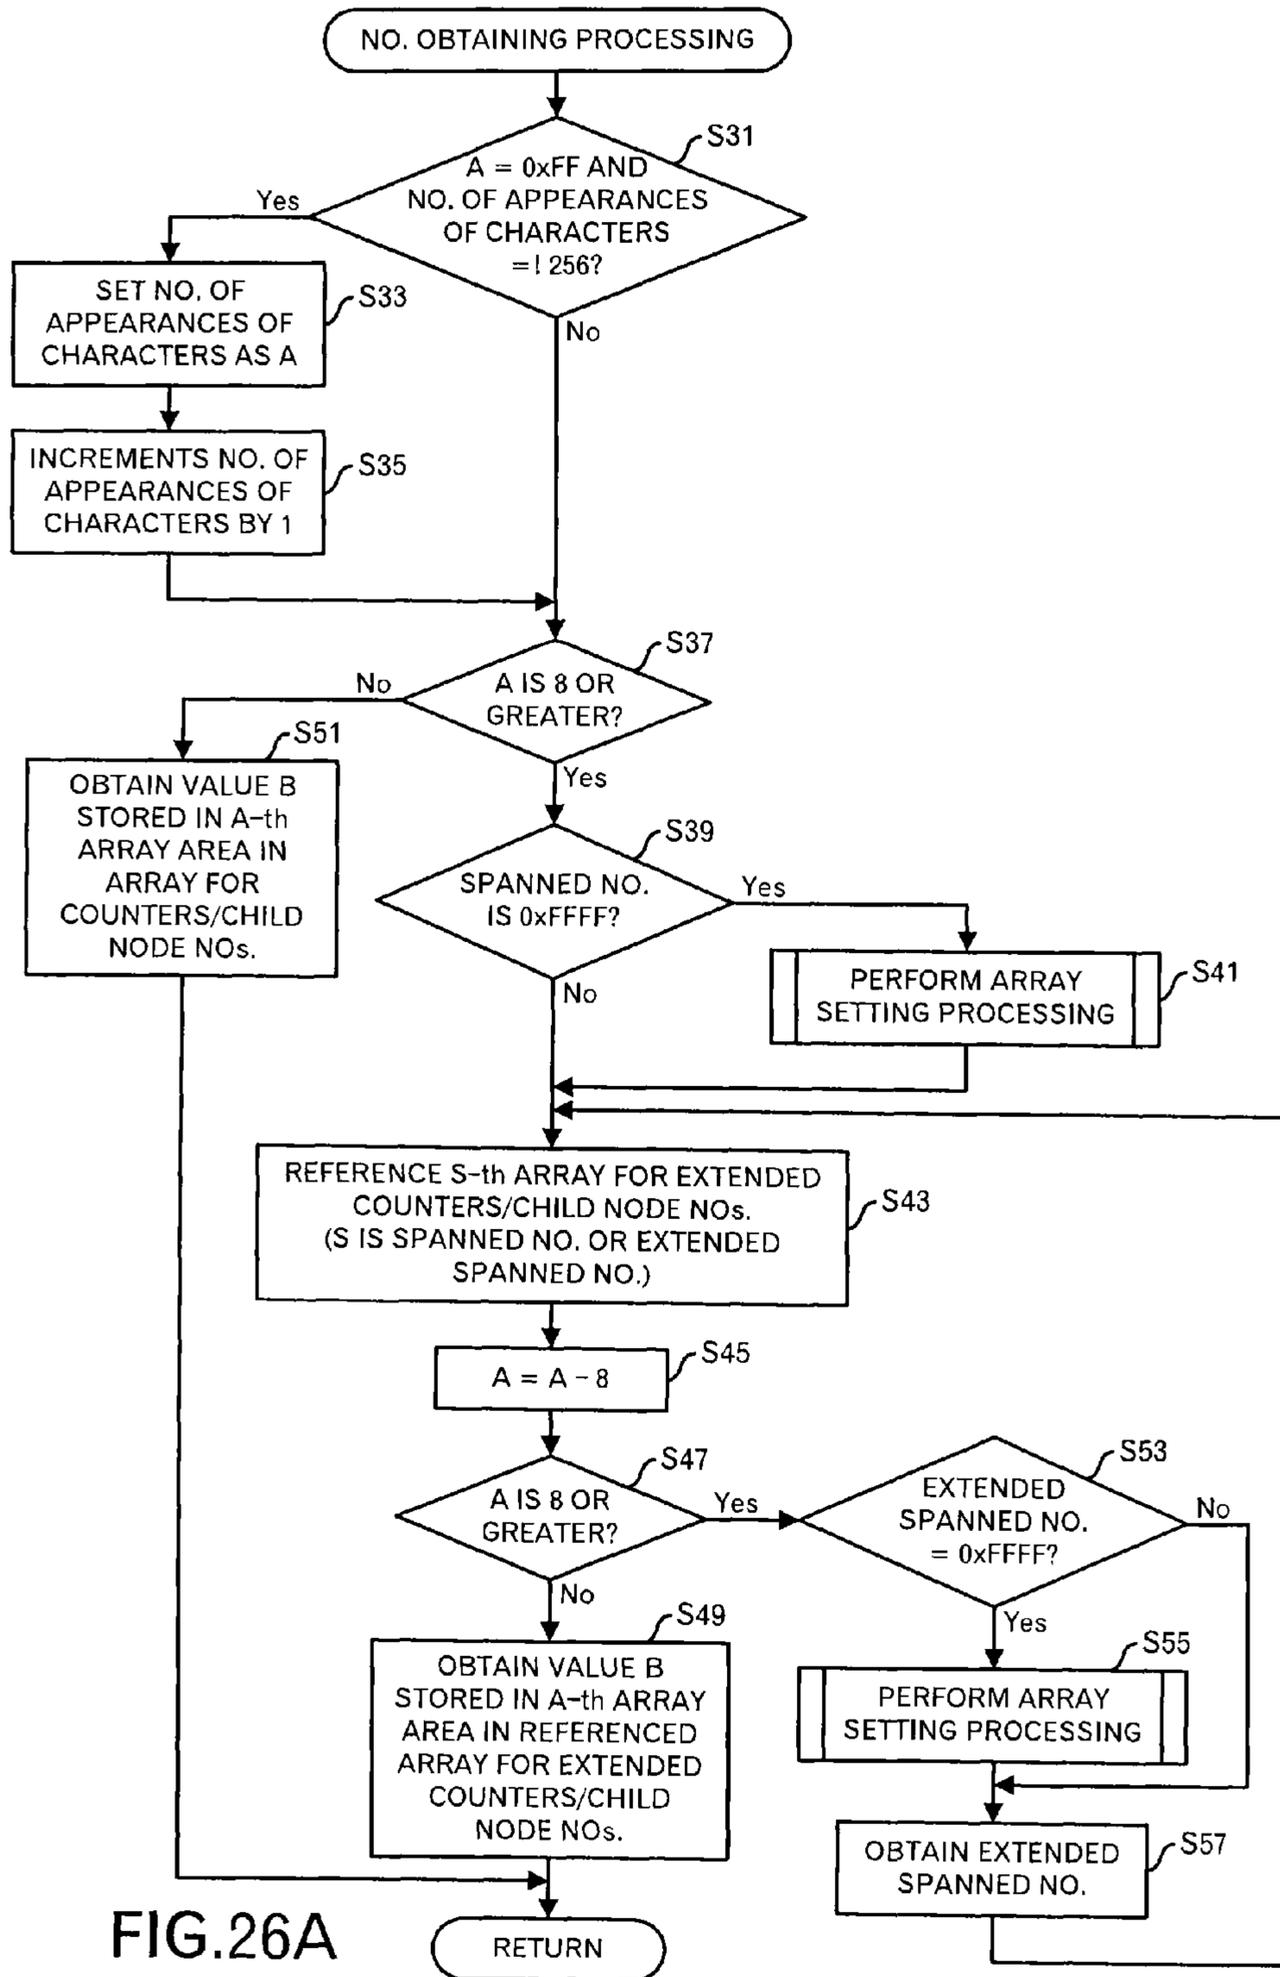 NO. OBTAINING PROCESSING
S31
A = 0xFF AND
NO. OF APPEARANCES
OF CHARACTERS
=! 256?
Yes
No
SET NO. OF
APPEARANCES OF
CHARACTERS AS A
S33
INCREMENTS NO. OF
APPEARANCES OF
CHARACTERS BY 1
S35
S37
A IS 8 OR
GREATER?
No
Yes
S51
OBTAIN VALUE B
STORED IN A-th
ARRAY AREA IN
ARRAY FOR
COUNTERS/CHILD
NODE NOs.
S39
SPANNED NO.
IS 0xFFFF?
Yes
No
PERFORM ARRAY
SETTING PROCESSING
S41
REFERENCE S-th ARRAY FOR EXTENDED
COUNTERS/CHILD NODE NOs.
(S IS SPANNED NO. OR EXTENDED
SPANNED NO.)
S43
A = A - 8
S45
S47
A IS 8 OR
GREATER?
Yes
No
S53
EXTENDED
SPANNED NO.
= 0xFFFF?
No
Yes
S49
OBTAIN VALUE B
STORED IN A-th ARRAY
AREA IN REFERENCED
ARRAY FOR EXTENDED
COUNTERS/CHILD
NODE NOs.
S55
PERFORM ARRAY
SETTING PROCESSING
OBTAIN EXTENDED
SPANNED NO.
S57
RETURN
FIG.26A